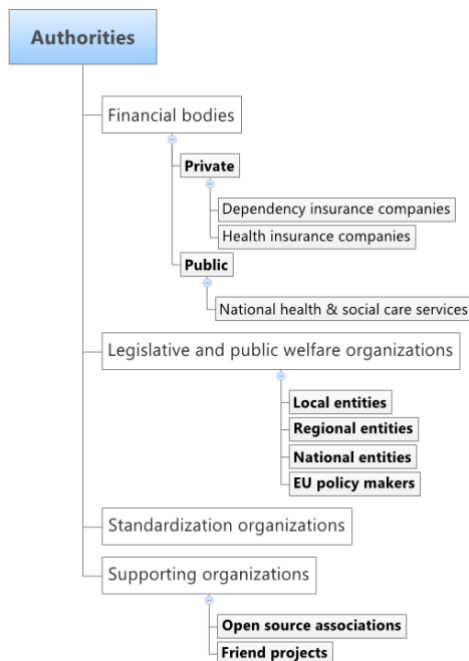 Authorities
Financial bodies
Private
Dependency insurance companies
Health insurance companies
Public
National health & social care services
Legislative and public welfare organizations
Local entities
Regional entities
National entities
EU policy makers
Standardization organizations
Supporting organizations
Open source associations
Friend projects